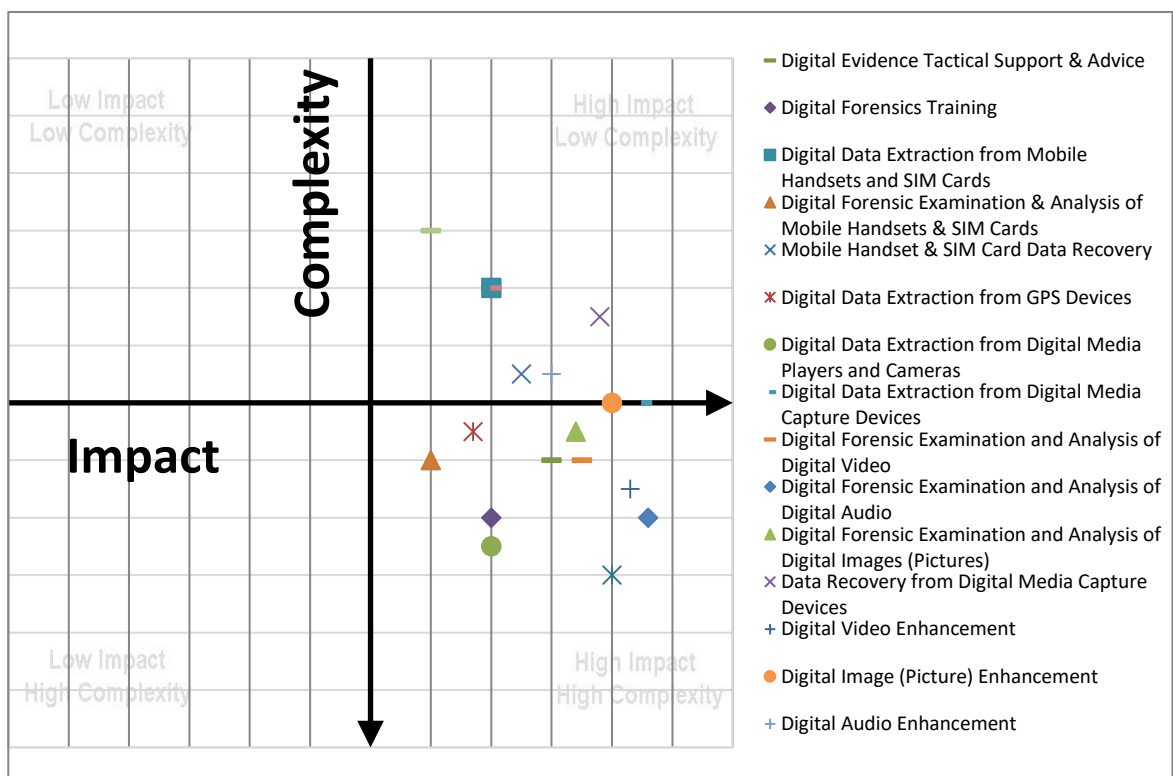 Low Impact
Low Complexity
High Impact
Low Complexity
Complexity
Impact
Low Impact
High Complexity
High Impact
High Complexity
Digital Evidence Tactical Support & Advice
Digital Forensics Training
Digital Data Extraction from Mobile
Handsets and SIM Cards
Digital Forensic Examination & Analysis of
Mobile Handsets & SIM Cards
Mobile Handset & SIM Card Data Recovery
Digital Data Extraction from GPS Devices
Digital Data Extraction from Digital Media
Players and Cameras
Digital Data Extraction from Digital Media
Capture Devices
Digital Forensic Examination and Analysis of
Digital Video
Digital Forensic Examination and Analysis of
Digital Audio
Digital Forensic Examination and Analysis of
Digital Images (Pictures)
Data Recovery from Digital Media Capture
Devices
Digital Video Enhancement
Digital Image (Picture) Enhancement
Digital Audio Enhancement